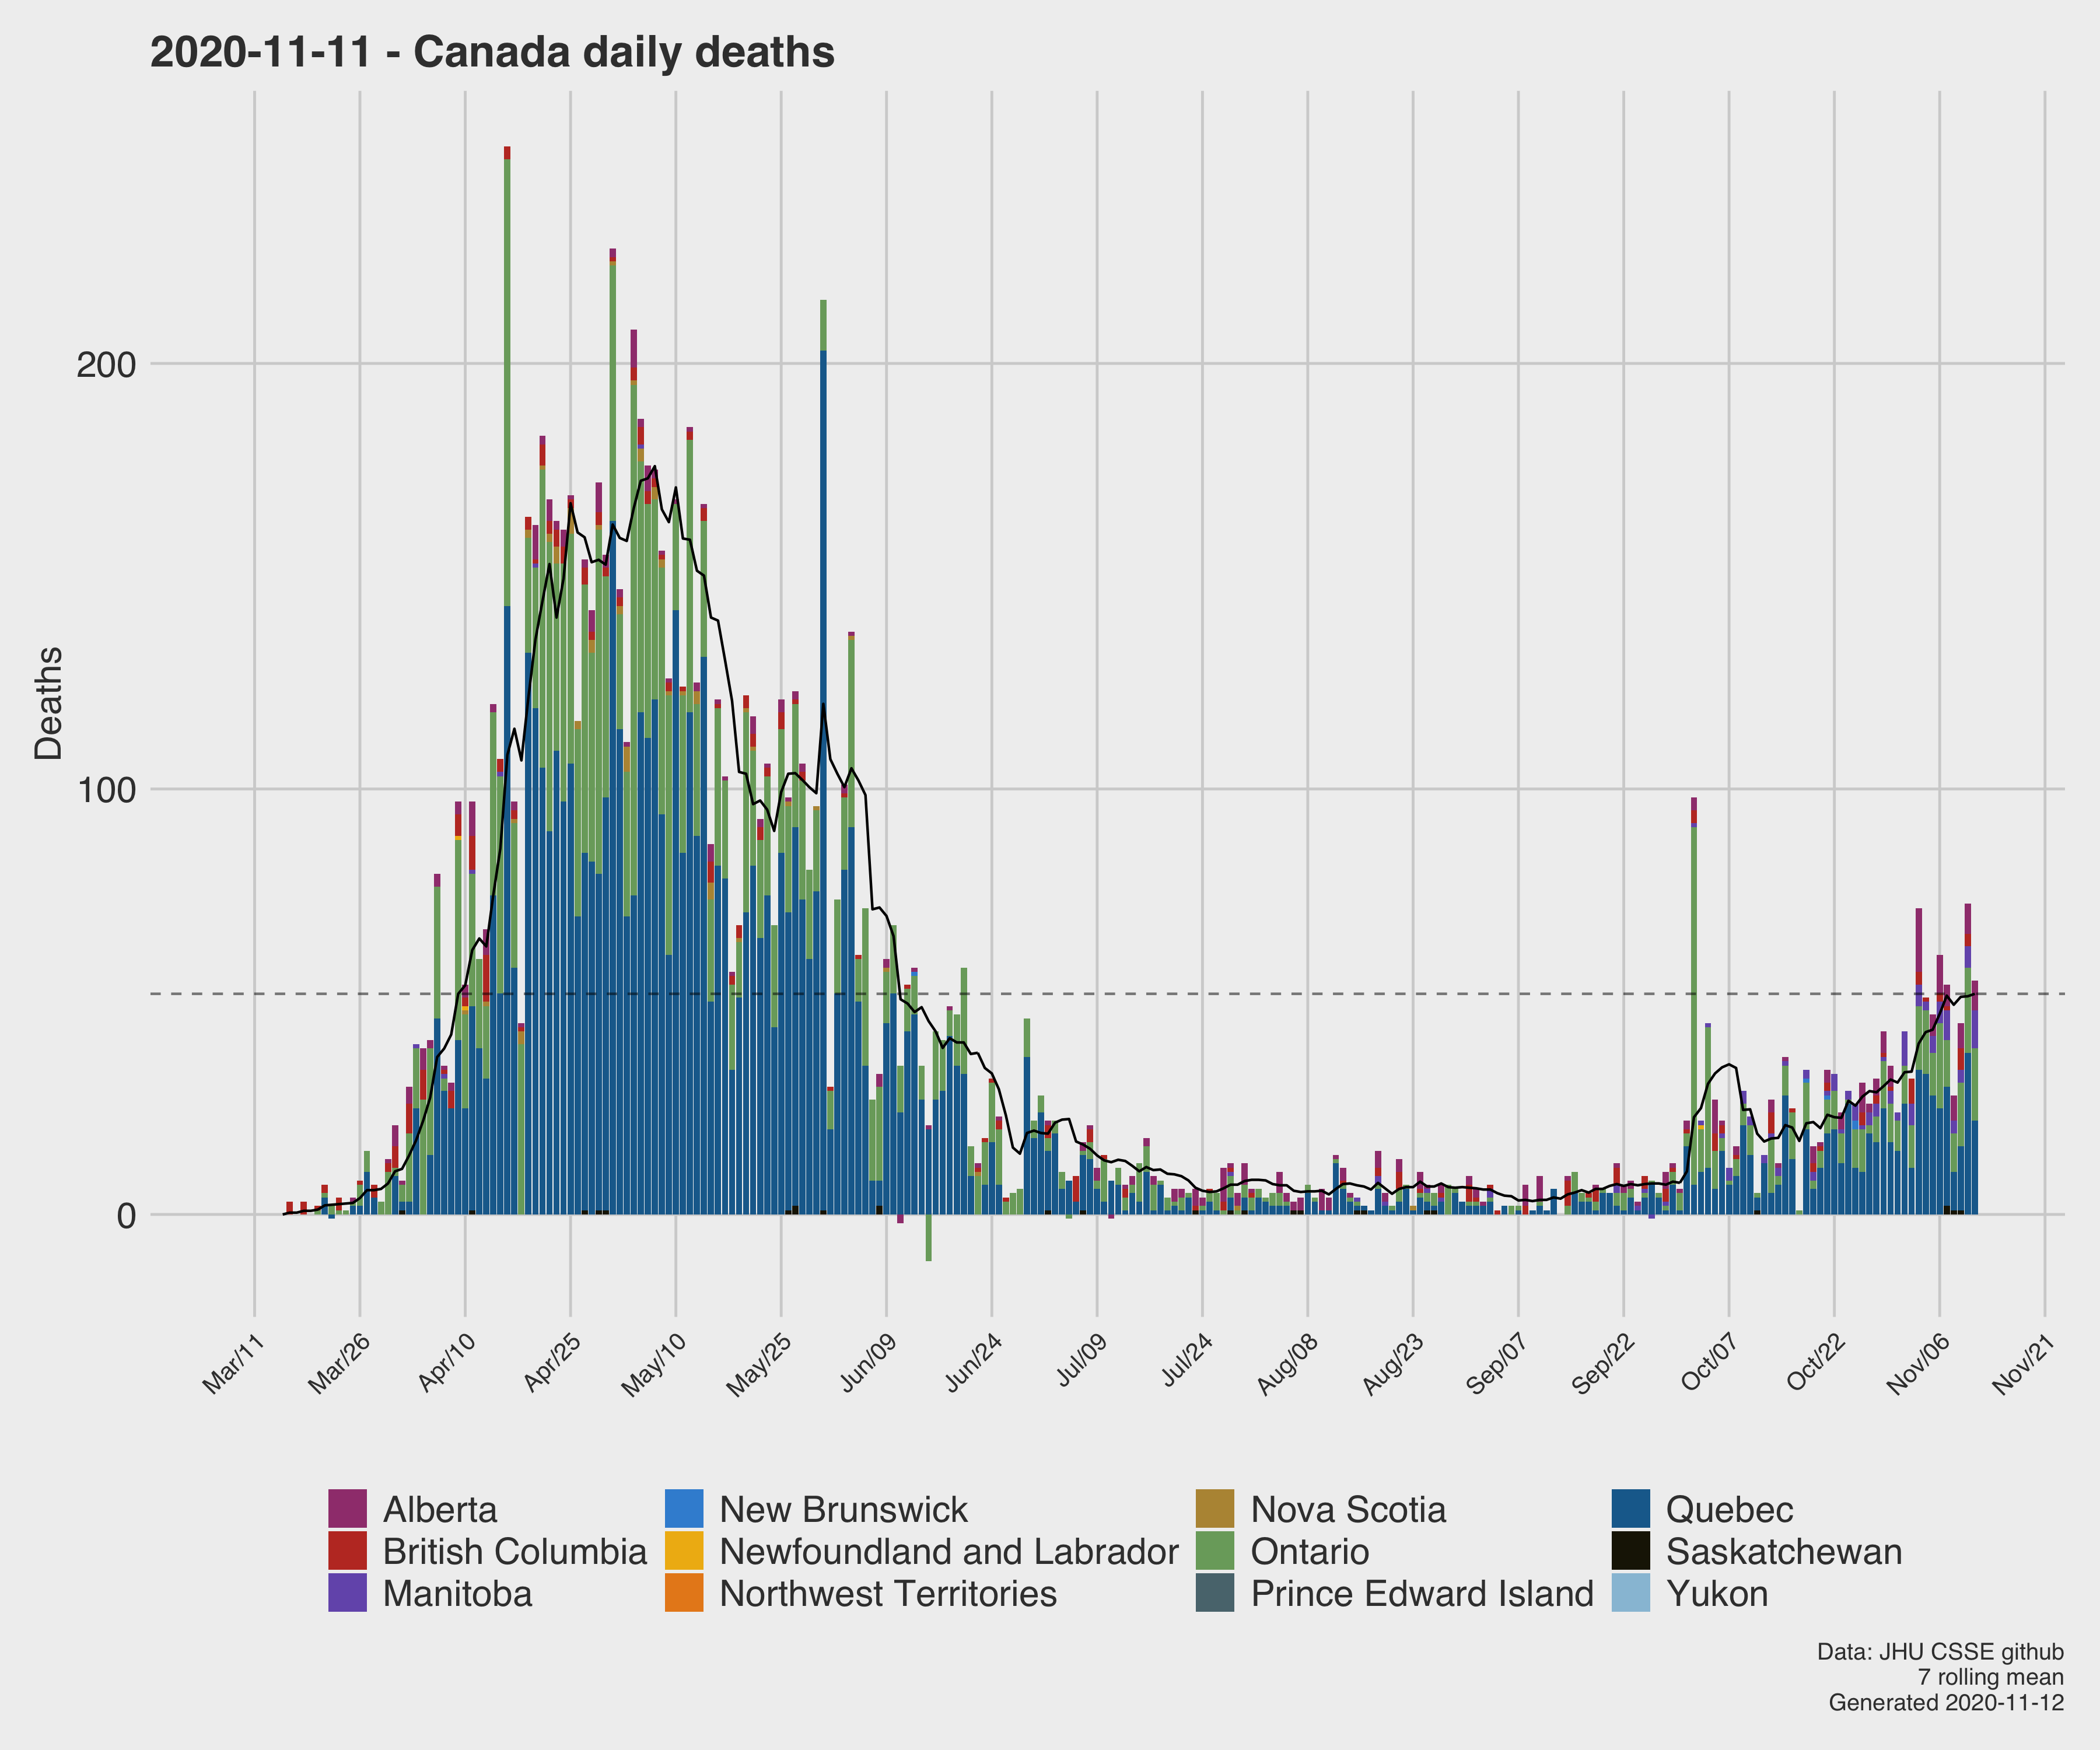 2020-11-11 - Canada daily deaths
Deaths
200
100
0
Mar/11
Mar/26
Apr/10
Apr/25
May/10
May/25
Jun/09
Jun/24
Jul/09
Jul/24
Aug/08
Aug/23
Sep/07
Sep/22
Oct/07
Oct/22
Nov/06
Nov/21
Alberta
New Brunswick
Nova Scotia
Quebec
British Columbia
Newfoundland and Labrador
Ontario
Saskatchewan
Manitoba
Northwest Territories
Prince Edward Island
Yukon
Data: JHU CSSE github
7 rolling mean
Generated 2020-11-12